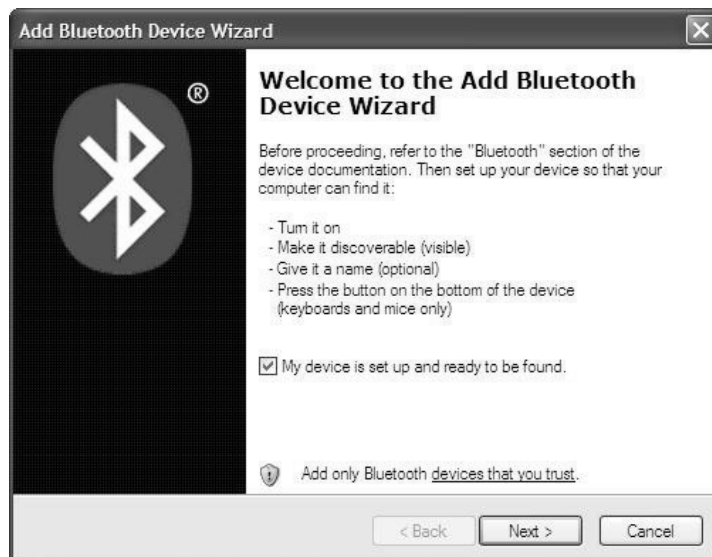 Add Bluetooth Device Wizard
®
Welcome to the Add Bluetooth
Device Wizard
Before proceeding, refer to the "Bluetooth" section of the
device documentation. Then set up your device so that your
computer can find it:
- Turn it on
- Make it discoverable (visible)
- Give it a name (optional)
- Press the button on the bottom of the device
(keyboards and mice only)
My device is set up and ready to be found.
Add only Bluetooth devices that you trust.
< Back Next > Cancel